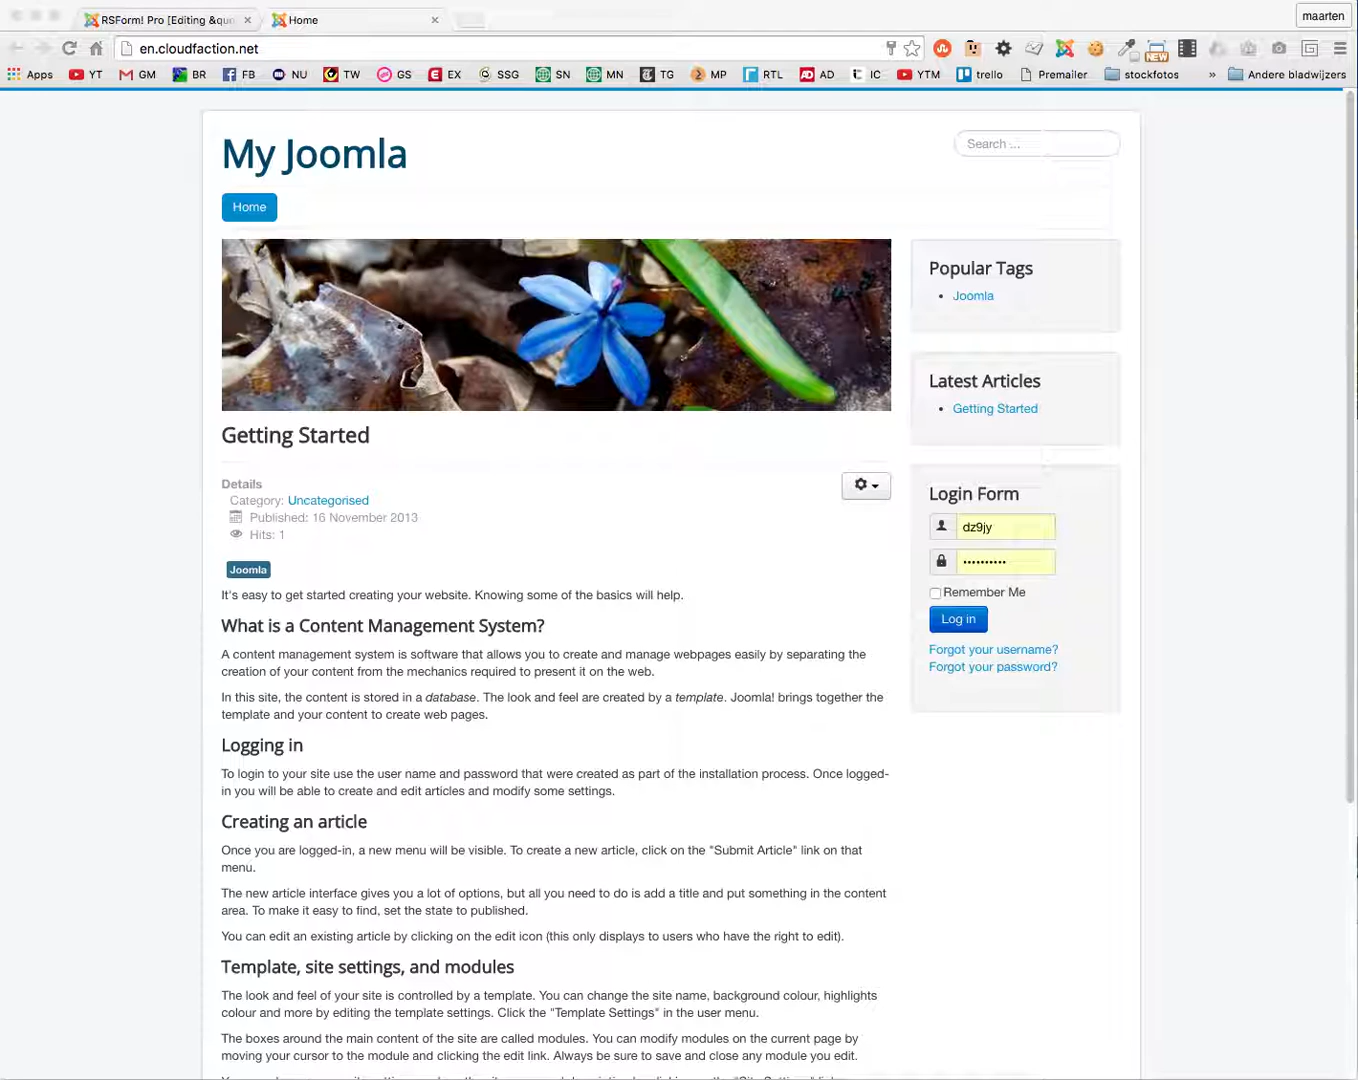 RSForm! Pro [Editing &quo
Home
maarten
en.cloudfaction.net
Apps YT GM BR FB NU TW GS EX SSG SN MN TG MP RTL AD IC YTM trello Premailer stockfotos » Andere bladwijzers
NEW
My Joomla
Search ...
Home
Popular Tags
Joomla
Latest Articles
Getting Started
Getting Started
Details
Category: Uncategorised
Published: 16 November 2013
Hits: 1
Joomla
Login Form
dz9jy
••••••••••
Remember Me
Log in
Forgot your username?
Forgot your password?
It's easy to get started creating your website. Knowing some of the basics will help.
What is a Content Management System?
A content management system is software that allows you to create and manage webpages easily by separating the
creation of your content from the mechanics required to present it on the web.
In this site, the content is stored in a database. The look and feel are created by a template. Joomla! brings together the
template and your content to create web pages.
Logging in
To login to your site use the user name and password that were created as part of the installation process. Once logged-
in you will be able to create and edit articles and modify some settings.
Creating an article
Once you are logged-in, a new menu will be visible. To create a new article, click on the "Submit Article" link on that
menu.
The new article interface gives you a lot of options, but all you need to do is add a title and put something in the content
area. To make it easy to find, set the state to published.
You can edit an existing article by clicking on the edit icon (this only displays to users who have the right to edit).
Template, site settings, and modules
The look and feel of your site is controlled by a template. You can change the site name, background colour, highlights
colour and more by editing the template settings. Click the "Template Settings" in the user menu.
The boxes around the main content of the site are called modules. You can modify modules on the current page by
moving your cursor to the module and clicking the edit link. Always be sure to save and close any module you edit.